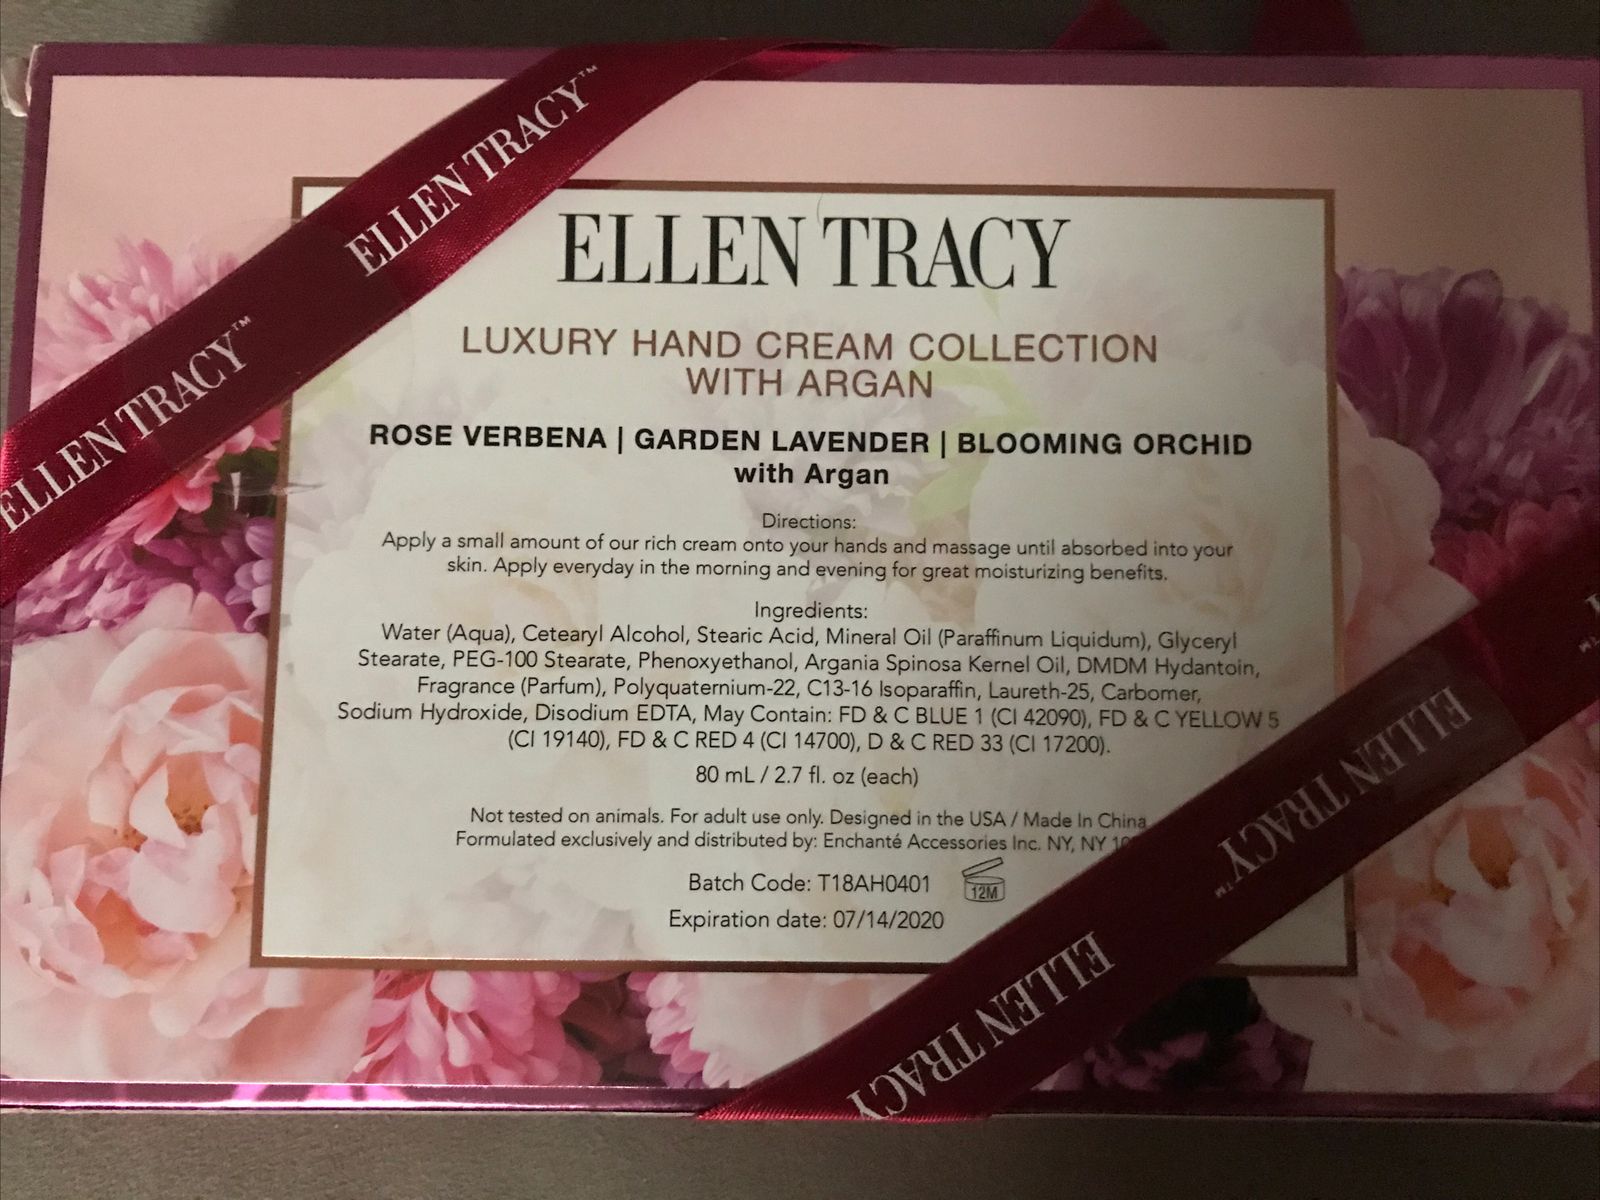 ELLEN TRACY™
ELLEN TRACY™
ELLEN TRACY
LUXURY HAND CREAM COLLECTION
WITH ARGAN
ROSE VERBENA | GARDEN LAVENDER | BLOOMING ORCHID
with Argan
Directions:
Apply a small amount of our rich cream onto your hands and massage until absorbed into your
skin. Apply everyday in the morning and evening for great moisturizing benefits.
Ingredients:
Water (Aqua), Cetearyl Alcohol, Stearic Acid, Mineral Oil (Paraffinum Liquidum), Glyceryl
Stearate, PEG-100 Stearate, Phenoxyethanol, Argania Spinosa Kernel Oil, DMDM Hydantoin,
Fragrance (Parfum), Polyquaternium-22, C13-16 Isoparaffin, Laureth-25, Carbomer,
Sodium Hydroxide, Disodium EDTA, May Contain: FD & C BLUE 1 (CI 42090), FD & C YELLOW 5
(CI 19140), FD & C RED 4 (CI 14700), D & C RED 33 (CI 17200).
80 mL / 2.7 fl. oz (each)
Not tested on animals. For adult use only. Designed in the USA / Made In China
Formulated exclusively and distributed by: Enchanté Accessories Inc. NY, NY
Batch Code: T18AH0401
12M
Expiration date: 07/14/2020
ELLEN TRACY™
ELLEN TRACY